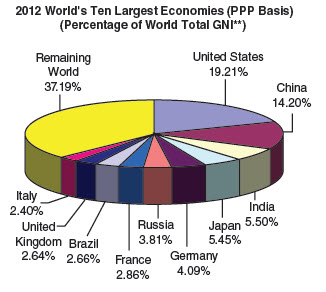 2012 World's Ten Largest Economies (PPP Basis)
(Percentage of World Total GNI**)
Remaining
World
37.19%
United States
19.21%
China
14.20%
India
5.50%
Japan
5.45%
Germany
4.09%
Russia
3.81%
France
2.86%
Brazil
2.66%
United
Kingdom
2.64%
Italy
2.40%